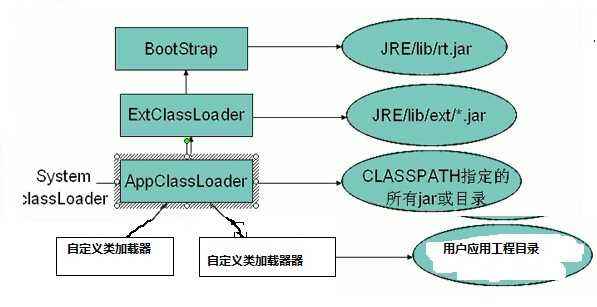 BootStrap
JRE/lib/rt.jar
ExtClassLoader
JRE/lib/ext/*.jar
System
classLoader
AppClassLoader
CLASSPATH指定的
所有jar或目录
自定义类加载器
自定义类加载器器
用户应用工程目录